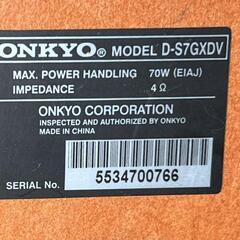 ONKYO® MODEL D-S7GXDV
MAX. POWER HANDLING 70W (EIAJ)
IMPEDANCE 4Ω
ONKYO CORPORATION
INSPECTED AND AUTHORIZED BY ONKYO
MADE IN CHINA
SERIAL No. 5534700766